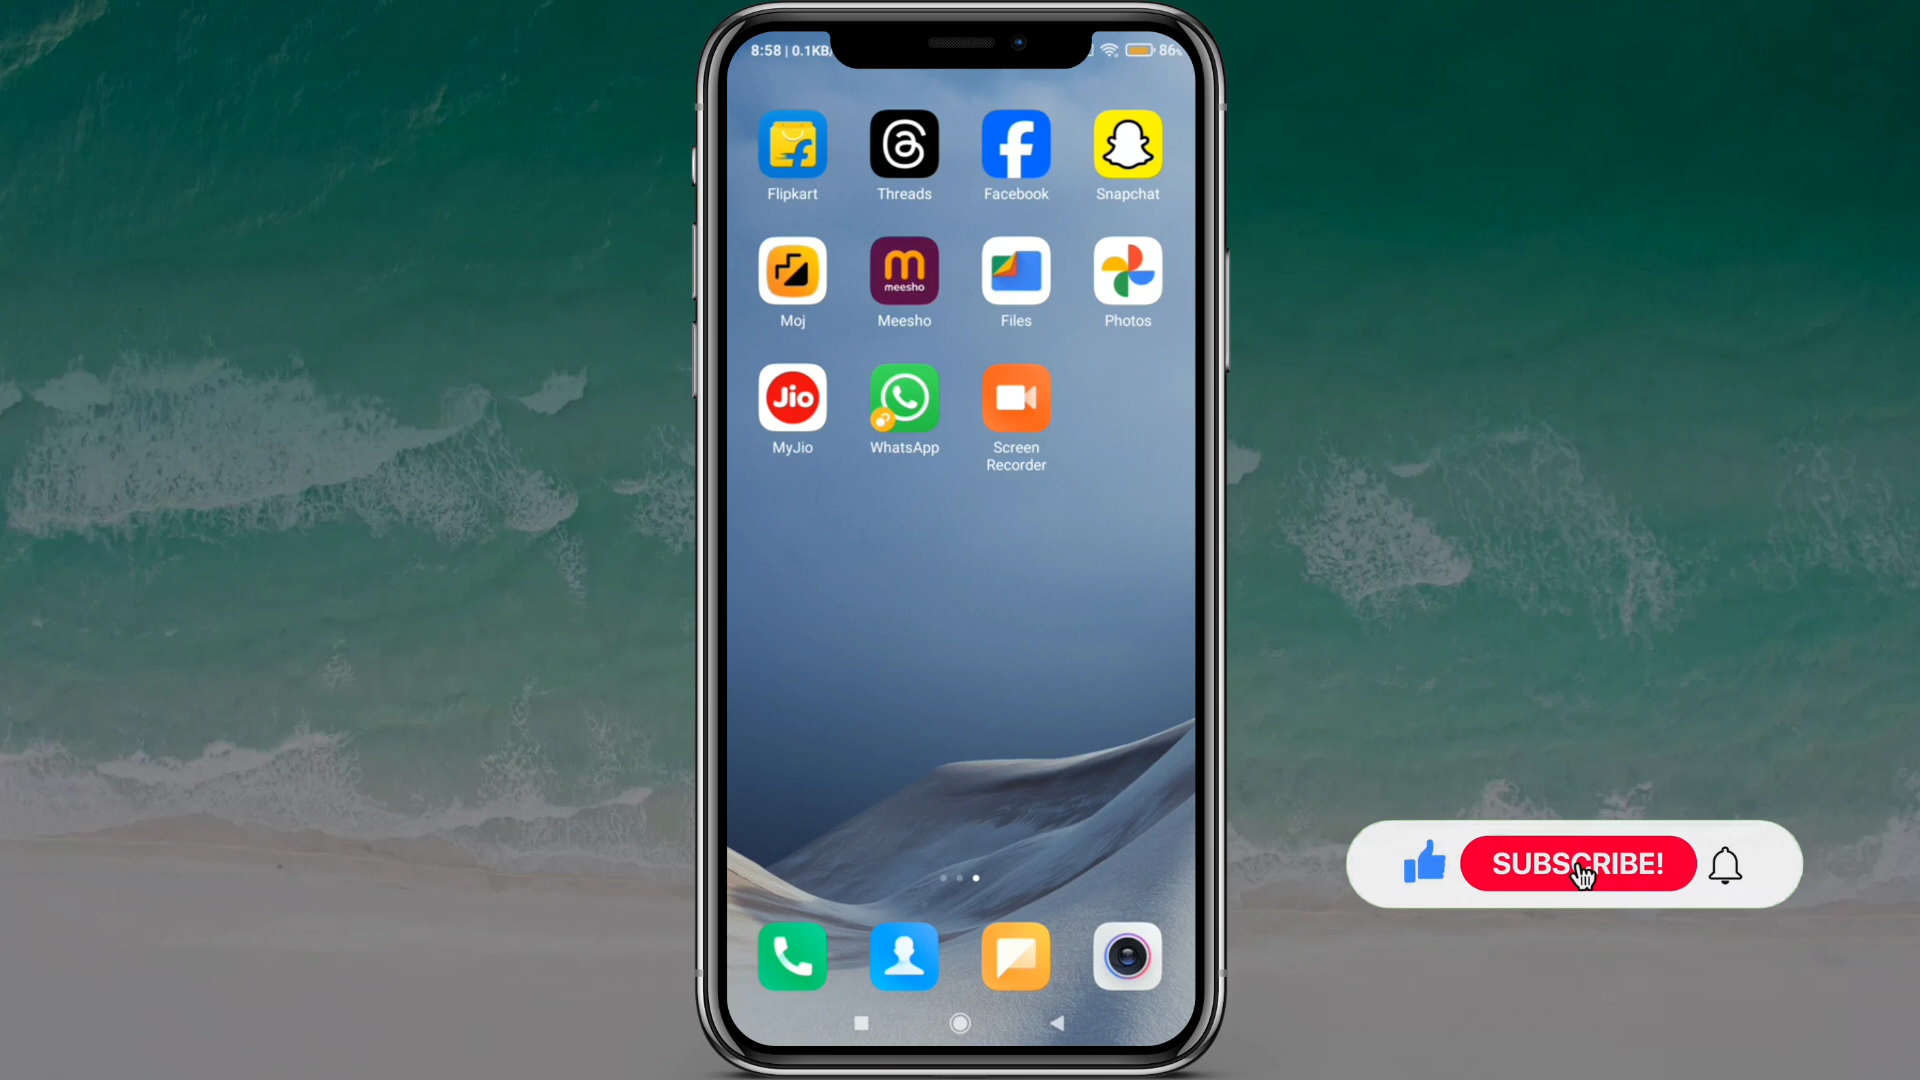 8:58 | 0.1KB/
86%
Flipkart
Threads
Facebook
Snapchat
meesho
Moj
Meesho
Files
Photos
Jio
MyJio
WhatsApp
Screen
Recorder
SUBSCRIBE!